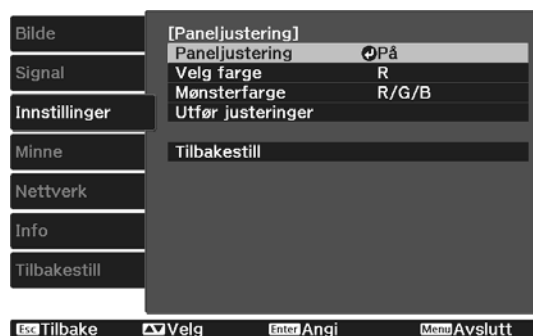 Bilde
Signal
Innstillinger
Minne
Nettverk
Info
Tilbakestill
[Paneljustering]
Paneljustering På
Velg farge R
Mønsterfarge R/G/B
Utfør justeringer
Tilbakestill
Esc Tilbake Velg Enter Angi Menu Avslutt